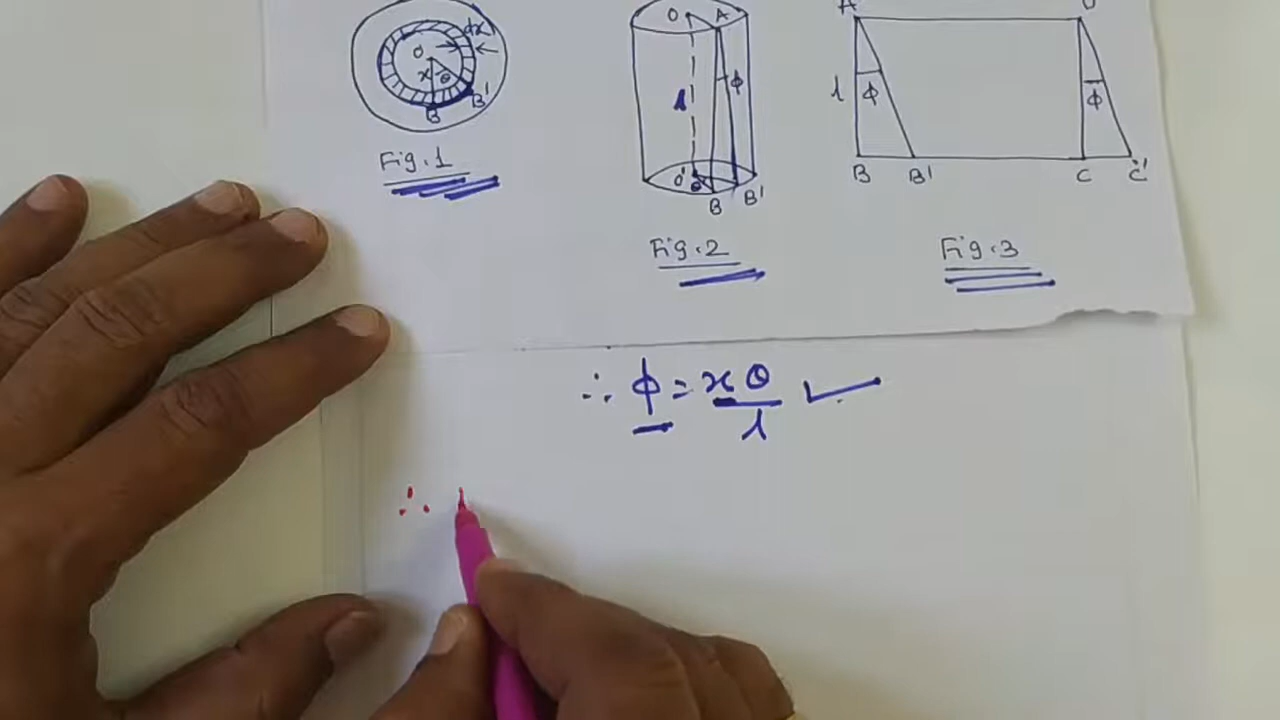 O
x
θ
dx
B
B'
Fig.1
O
A
l
φ
O'
θ
B
B'
Fig.2
A
l
φ
φ
B
B'
C
C'
Fig.3
∴ φ = xθ/l ✓
∴